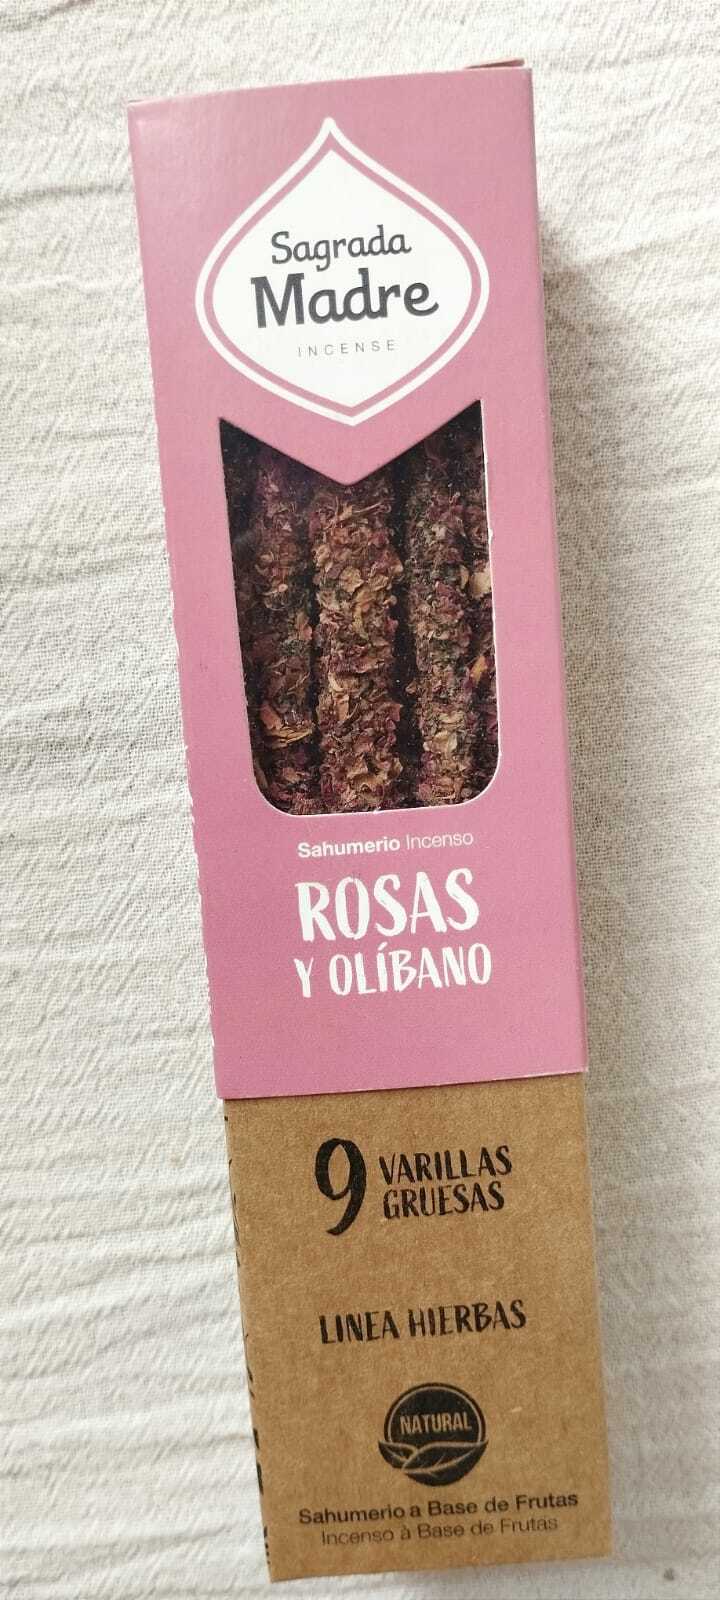 Sagrada
Madre
INCENSE
Sahumerio Incenso
ROSAS
Y OLÍBANO
9 VARILLAS
GRUESAS
LINEA HIERBAS
NATURAL
Sahumerio a Base de Frutas
Incenso à Base de Frutas